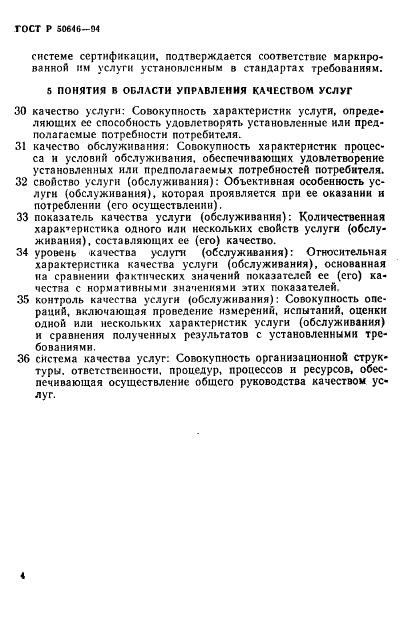 ГОСТ Р 50646—94
системе сертификации, подтверждается соответствие маркиро-
ванной им услуги установленным в стандартах требованиям.
5 ПОНЯТИЯ В ОБЛАСТИ УПРАВЛЕНИЯ КАЧЕСТВОМ УСЛУГ
30 качество услуги: Совокупность характеристик услуги, опреде-
ляющих ее способность удовлетворять установленные или пред-
полагаемые потребности потребителя.
31 качество обслуживания: Совокупность характеристик процес-
са и условий обслуживания, обеспечивающих удовлетворение
установленных или предполагаемых потребностей потребителя.
32 свойство услуги (обслуживания): Объективная особенность ус-
луги (обслуживания), которая проявляется при ее оказании и
потреблении (его осуществлении).
33 показатель качества услуги (обслуживания): Количественная
характеристика одного или нескольких свойств услуги (обслу-
живания), составляющих ее (его) качество.
34 уровень качества услуги (обслуживания): Относительная
характеристика качества услуги (обслуживания), основанная
на сравнении фактических значений показателей ее (его) ка-
чества с нормативными значениями этих показателей.
35 контроль качества услуги (обслуживания): Совокупность опе-
раций, включающая проведение измерений, испытаний, оценки
одной или нескольких характеристик услуги (обслуживания)
и сравнения полученных результатов с установленными тре-
бованиями.
36 система качества услуг: Совокупность организационной струк-
туры, ответственности, процедур, процессов и ресурсов, обес-
печивающая осуществление общего руководства качеством ус-
луг.
4